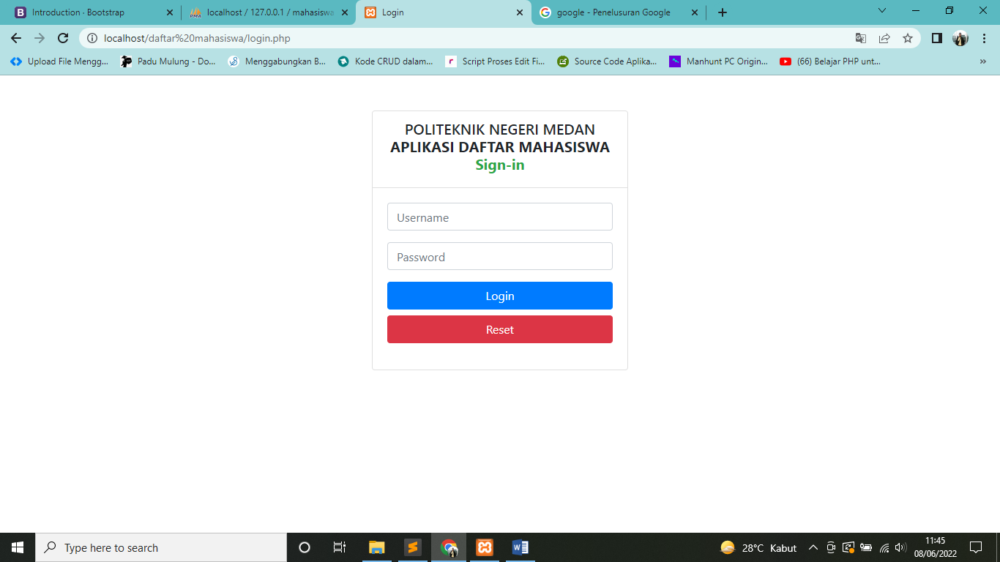 Introduction · Bootstrap
localhost / 127.0.0.1 / mahasiswa
Login
google - Penelusuran Google
localhost/daftar%20mahasiswa/login.php
Upload File Mengg...
Padu Mulung - Do...
Menggabungkan B...
Kode CRUD dalam...
Script Proses Edit Fi...
Source Code Aplika...
Manhunt PC Origin...
(66) Belajar PHP unt...
POLITEKNIK NEGERI MEDAN
APLIKASI DAFTAR MAHASISWA
Sign-in
Username
Password
Login
Reset
Type here to search
28°C Kabut
11:45
08/06/2022